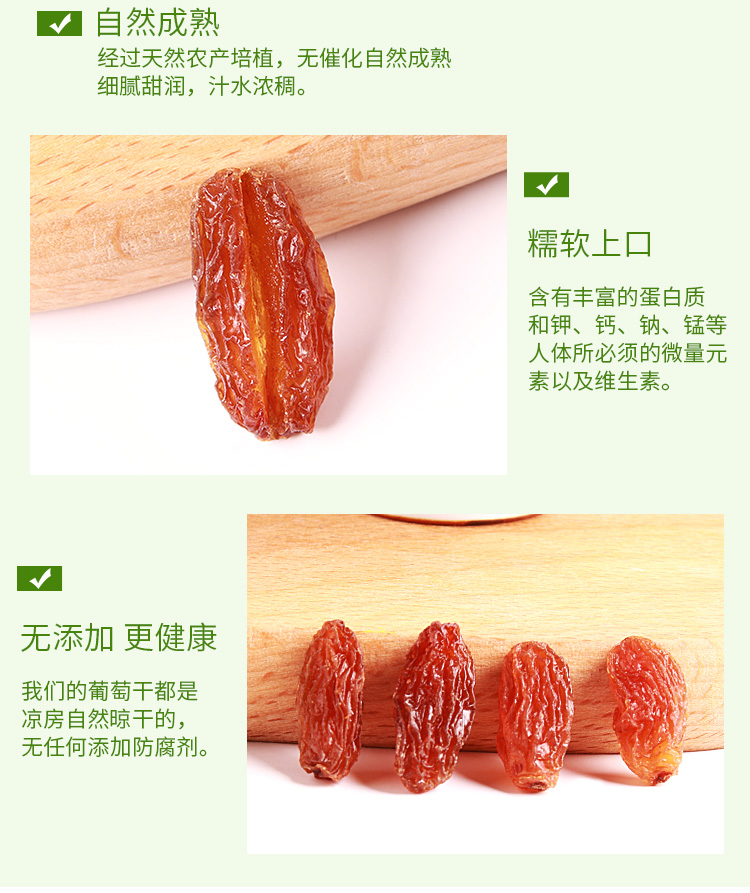 自然成熟
经过天然农产培植，无催化自然成熟
细腻甜润，汁水浓稠。
糯软上口
含有丰富的蛋白质
和钾、钙、钠、锰等
人体所必须的微量元
素以及维生素。
无添加 更健康
我们的葡萄干都是
凉房自然晾干的，
无任何添加防腐剂。